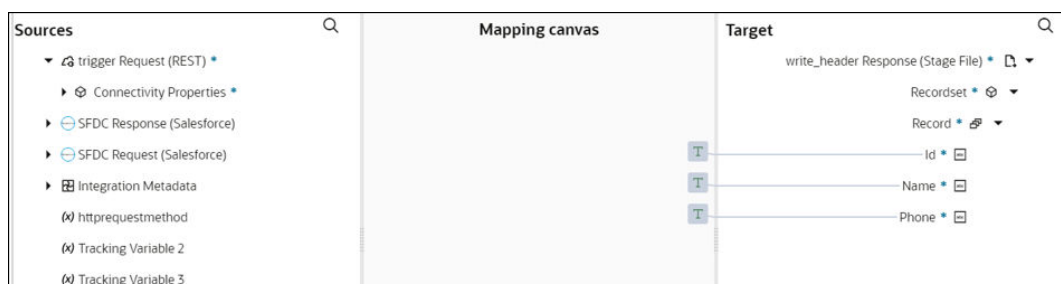 Sources
Mapping canvas
Target
trigger Request (REST) *
write_header Response (Stage File) *
Connectivity Properties *
Recordset *
SFDC Response (Salesforce)
Record *
SFDC Request (Salesforce)
T
Id *
Integration Metadata
T
Name *
(x) httprequestmethod
T
Phone *
(x) Tracking Variable 2
(x) Tracking Variable 3